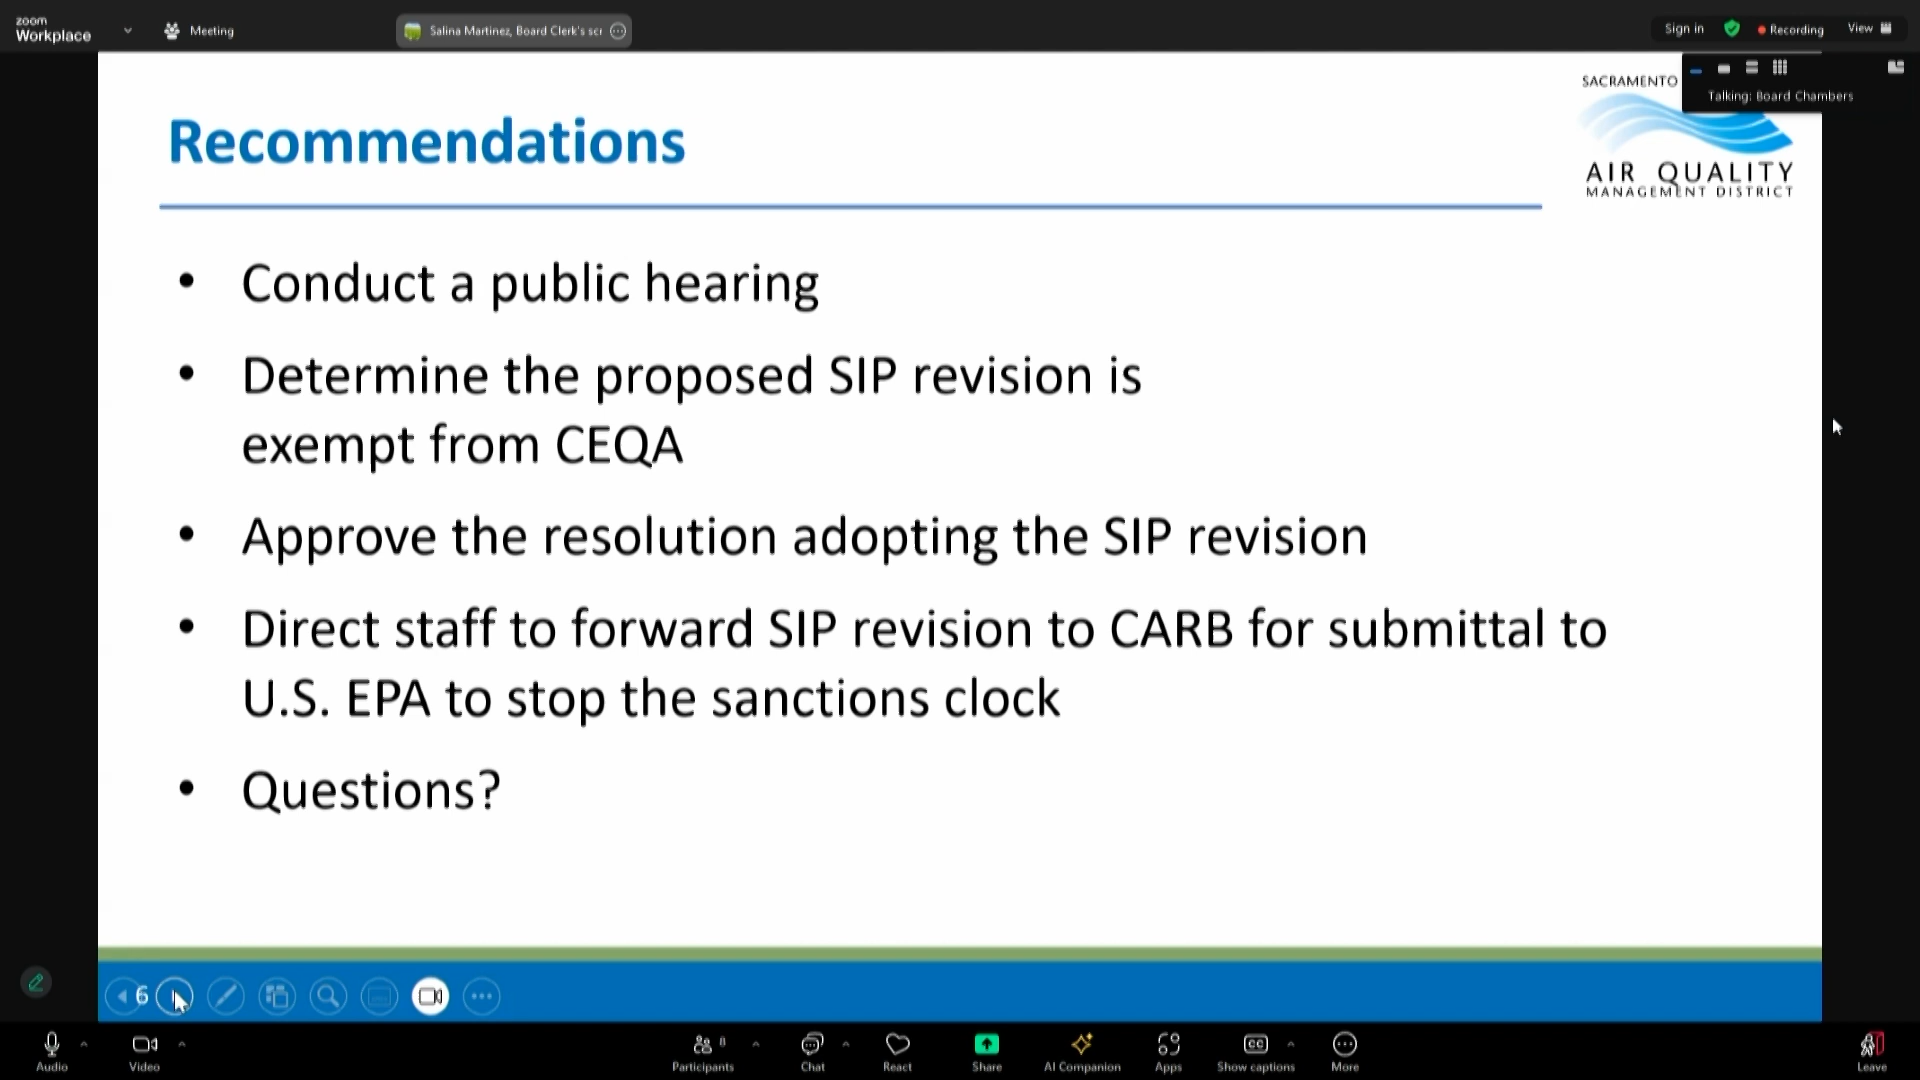 zoom
Workplace
Meeting
Salina Martinez, Board Clerk's scr
Sign in
Recording
View
Talking: Board Chambers
SACRAMENTO
AIR QUALITY
MANAGEMENT DISTRICT
Recommendations
• Conduct a public hearing
• Determine the proposed SIP revision is
exempt from CEQA
• Approve the resolution adopting the SIP revision
• Direct staff to forward SIP revision to CARB for submittal to
U.S. EPA to stop the sanctions clock
• Questions?
6
Audio
Video
Participants
8
Chat
React
Share
AI Companion
Apps
CC
Show captions
More
Leave